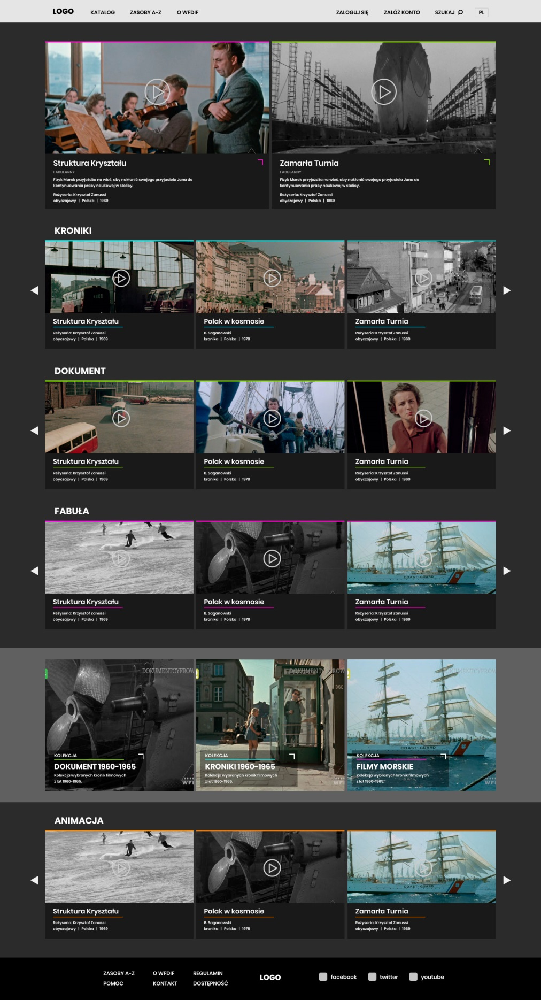 LOGO KATALOG ZASOBY A-Z O WFDIF ZALOGUJ SIĘ ZAŁÓŻ KONTO SZUKAJ PL
Struktura Kryształu
FABULARNY
Fizyk Marek przyjeżdża na wieś, aby nakłonić swojego przyjaciela Jana do
kontynuowania pracy naukowej w stolicy.
Reżyseria: Krzysztof Zanussi
obyczajowy | Polska | 1969
Zamarła Turnia
FABULARNY
Fizyk Marek przyjeżdża na wieś, aby nakłonić swojego przyjaciela Jana do
kontynuowania pracy naukowej w stolicy.
Reżyseria: Krzysztof Zanussi
obyczajowy | Polska | 1969
KRONIKI
Struktura Kryształu
Reżyseria: Krzysztof Zanussi
obyczajowy | Polska | 1969
Polak w kosmosie
B. Saganowski
kronika | Polska | 1978
Zamarła Turnia
Reżyseria: Krzysztof Zanussi
obyczajowy | Polska | 1969
DOKUMENT
Struktura Kryształu
Reżyseria: Krzysztof Zanussi
obyczajowy | Polska | 1969
Polak w kosmosie
B. Saganowski
kronika | Polska | 1978
Zamarła Turnia
Reżyseria: Krzysztof Zanussi
obyczajowy | Polska | 1969
FABUŁA
COAST GUARD
Struktura Kryształu
Reżyseria: Krzysztof Zanussi
obyczajowy | Polska | 1969
Polak w kosmosie
B. Saganowski
kronika | Polska | 1978
Zamarła Turnia
Reżyseria: Krzysztof Zanussi
obyczajowy | Polska | 1969
DOKUMENTCYFROW
KOLEKCJA
DOKUMENT 1960-1965
Kolekcja wybranych kronik filmowych
z lat 1960-1965.
WFI
DOKUMENTCYFROW
KOLEKCJA
KRONIKI 1960-1965
Kolekcja wybranych kronik filmowych
z lat 1960-1965.
WFI
DOKUMENTCYFROW
COAST GUARD
KOLEKCJA
FILMY MORSKIE
Kolekcja wybranych kronik filmowych
z lat 1960-1965.
WFI
ANIMACJA
COAST GUARD
Struktura Kryształu
Reżyseria: Krzysztof Zanussi
obyczajowy | Polska | 1969
Polak w kosmosie
B. Saganowski
kronika | Polska | 1978
Zamarła Turnia
Reżyseria: Krzysztof Zanussi
obyczajowy | Polska | 1969
ZASOBY A-Z O WFDIF REGULAMIN
POMOC KONTAKT DOSTĘPNOŚĆ
LOGO
facebook twitter youtube